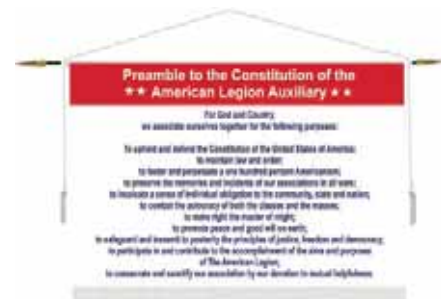 Preamble to the Constitution of the
★★ American Legion Auxiliary ★★
For God and Country,
we associate ourselves together for the following purposes:
To uphold and defend the Constitution of the United States of America;
to maintain law and order;
to foster and perpetuate a one hundred percent Americanism;
to preserve the memories and incidents of our associations in all wars;
to inculcate a sense of individual obligation to the community, state and nation;
to combat the autocracy of both the classes and the masses;
to make right the master of might;
to promote peace and good will on earth;
to safeguard and transmit to posterity the principles of justice, freedom and democracy;
to participate in and contribute to the accomplishment of the aims and purposes
of The American Legion;
to consecrate and sanctify our association by our devotion to mutual helpfulness.